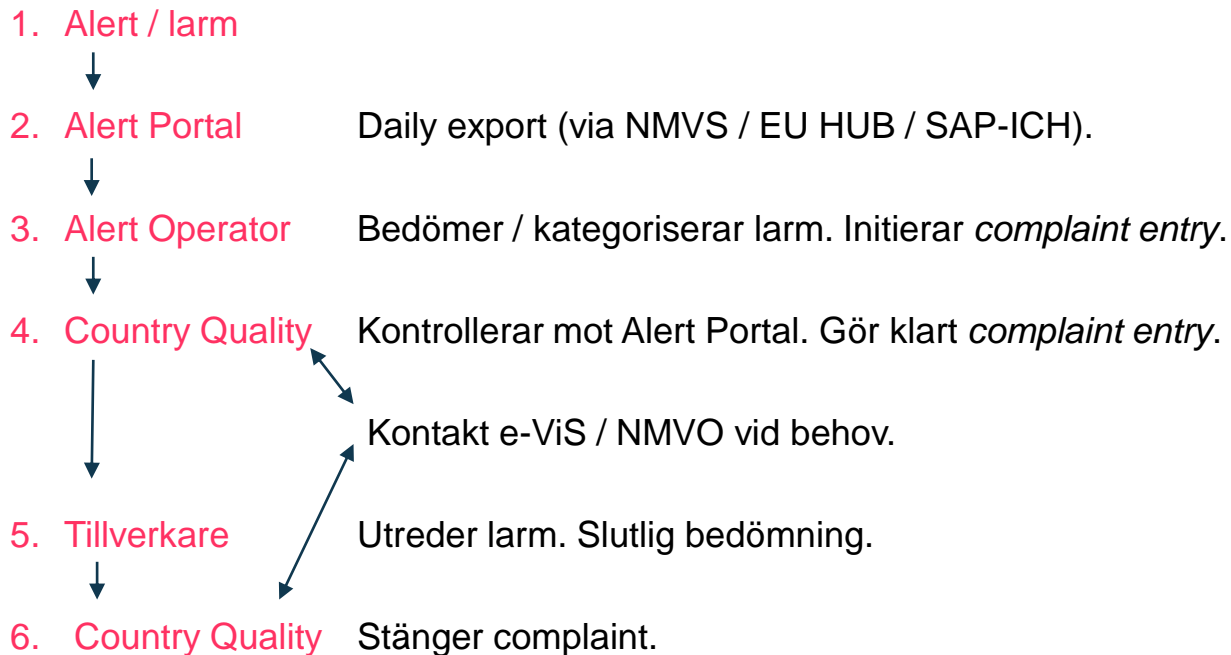 1. Alert / larm
2. Alert Portal Daily export (via NMVS / EU HUB / SAP-ICH).
3. Alert Operator Bedömer / kategoriserar larm. Initierar complaint entry.
4. Country Quality Kontrollerar mot Alert Portal. Gör klart complaint entry.
Kontakt e-ViS / NMVO vid behov.
5. Tillverkare Utreder larm. Slutlig bedömning.
6. Country Quality Stänger complaint.